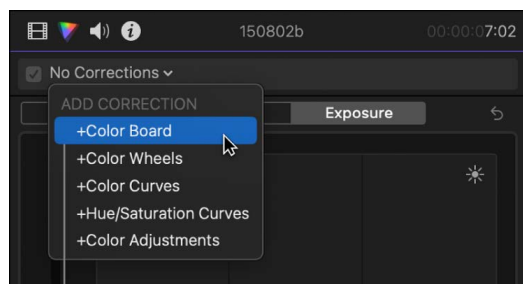 150802b 00:00:07:02
No Corrections
ADD CORRECTION
Exposure
+Color Board
+Color Wheels
+Color Curves
+Hue/Saturation Curves
+Color Adjustments